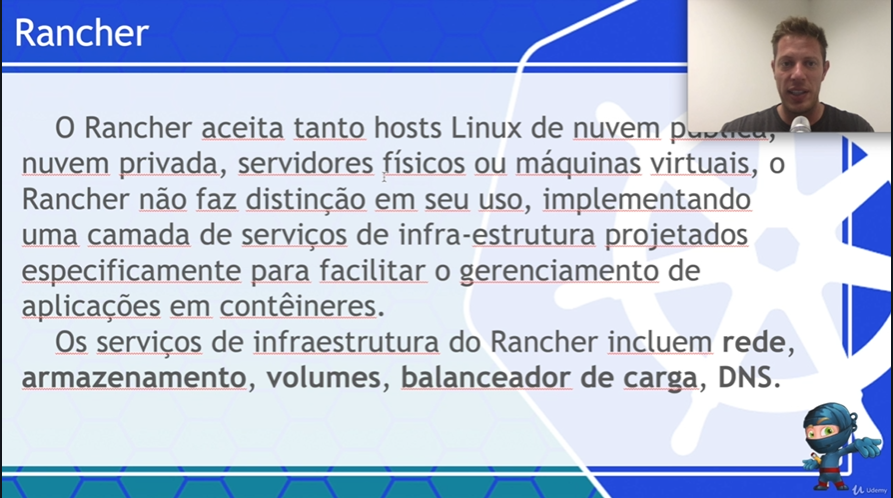 Rancher
O Rancher aceita tanto hosts Linux de nuvem pública,
nuvem privada, servidores físicos ou máquinas virtuais, o
Rancher não faz distinção em seu uso, implementando
uma camada de serviços de infra-estrutura projetados
especificamente para facilitar o gerenciamento de
aplicações em contêineres.
Os serviços de infraestrutura do Rancher incluem rede,
armazenamento, volumes, balanceador de carga, DNS.
Udemy